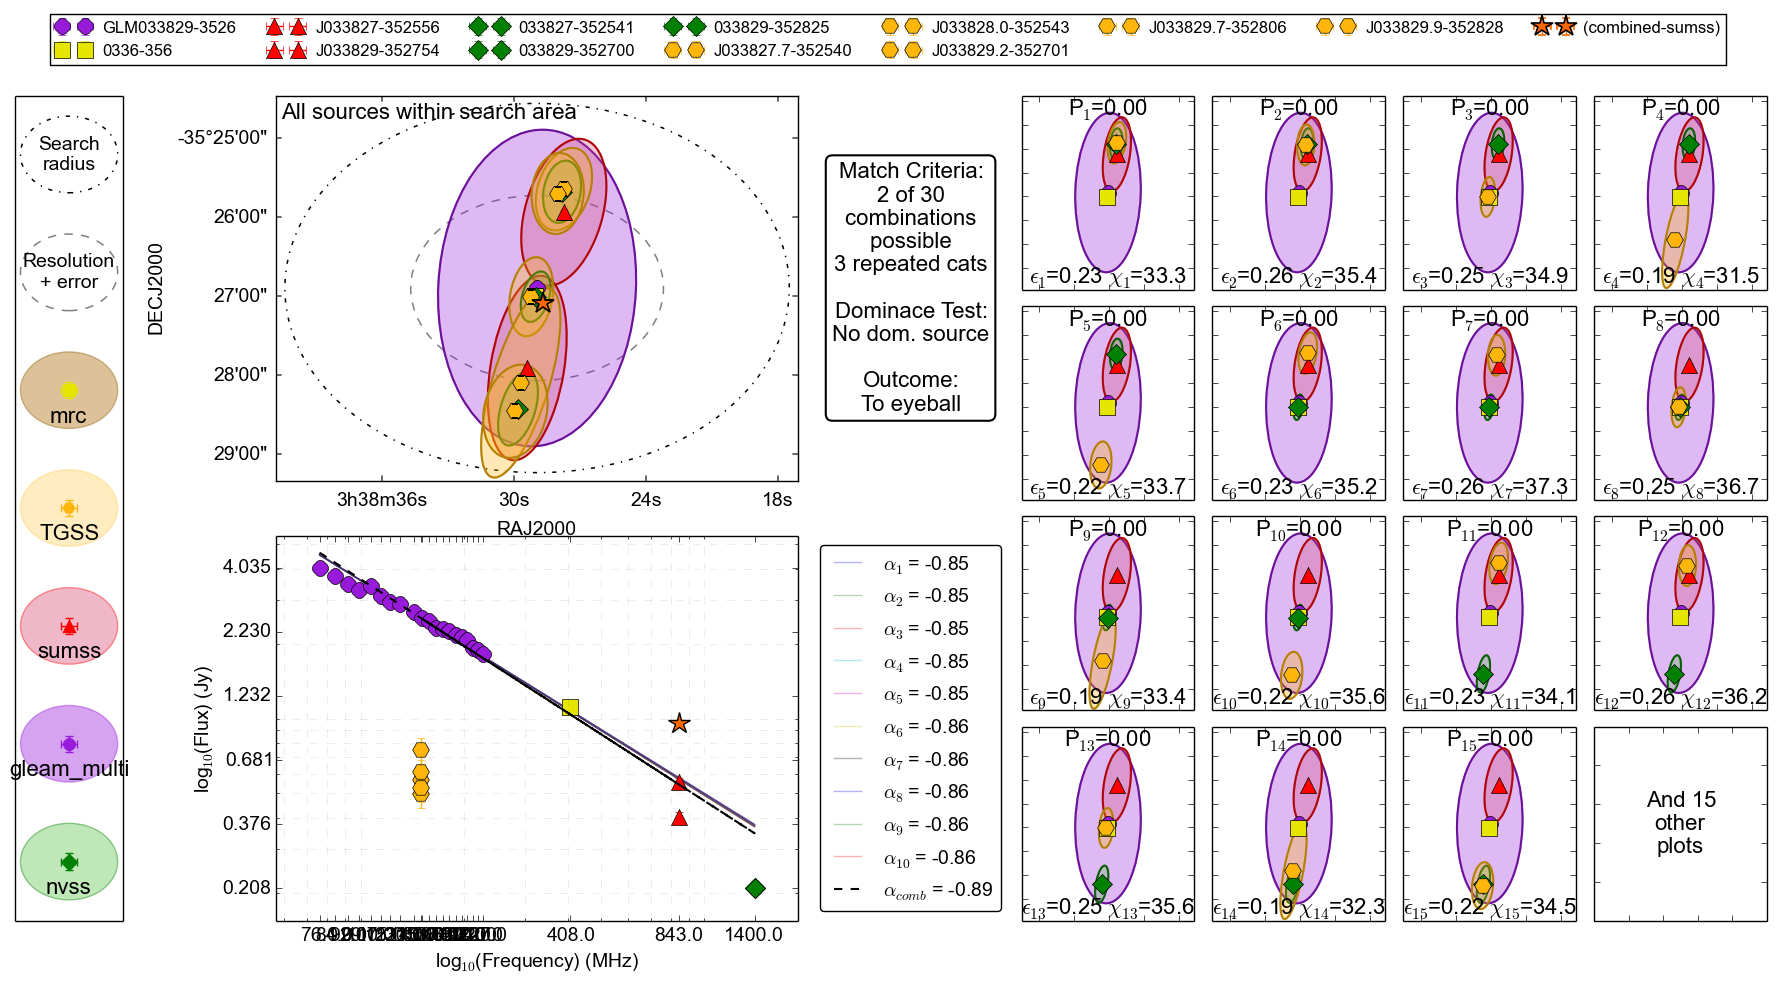 GLM033829-3526
J033827-352556
033827-352541
033829-352825
J033828.0-352543
J033829.7-352806
J033829.9-352828
(combined-sumss)
0336-356
J033829-352754
033829-352700
J033827.7-352540
J033829.2-352701
Search
radius
Resolution
+ error
mrc
TGSS
sumss
gleam_multi
nvss
All sources within search area
DECJ2000
-35°25'00"
26'00"
27'00"
28'00"
29'00"
3h38m36s
30s
24s
18s
RAJ2000
Match Criteria:
2 of 30
combinations
possible
3 repeated cats
Dominace Test:
No dom. source
Outcome:
To eyeball
log10(Flux) (Jy)
4.035
2.230
1.232
0.681
0.376
0.208
408.0
843.0
1400.0
log10(Frequency) (MHz)
α1 = -0.85
α2 = -0.85
α3 = -0.85
α4 = -0.85
α5 = -0.85
α6 = -0.86
α7 = -0.86
α8 = -0.86
α9 = -0.86
α10 = -0.86
αcomb = -0.89
P1=0.00
ϵ1=0.23 χ1=33.3
P2=0.00
ϵ2=0.26 χ2=35.4
P3=0.00
ϵ3=0.25 χ3=34.9
P4=0.00
ϵ4=0.19 χ4=31.5
P5=0.00
ϵ5=0.22 χ5=33.7
P6=0.00
ϵ6=0.23 χ6=35.2
P7=0.00
ϵ7=0.26 χ7=37.3
P8=0.00
ϵ8=0.25 χ8=36.7
P9=0.00
ϵ9=0.19 χ9=33.4
P10=0.00
ϵ10=0.22 χ10=35.6
P11=0.00
ϵ11=0.23 χ11=34.1
P12=0.00
ϵ12=0.26 χ12=36.2
P13=0.00
ϵ13=0.25 χ13=35.6
P14=0.00
ϵ14=0.19 χ14=32.3
P15=0.00
ϵ15=0.22 χ15=34.5
And 15
other
plots